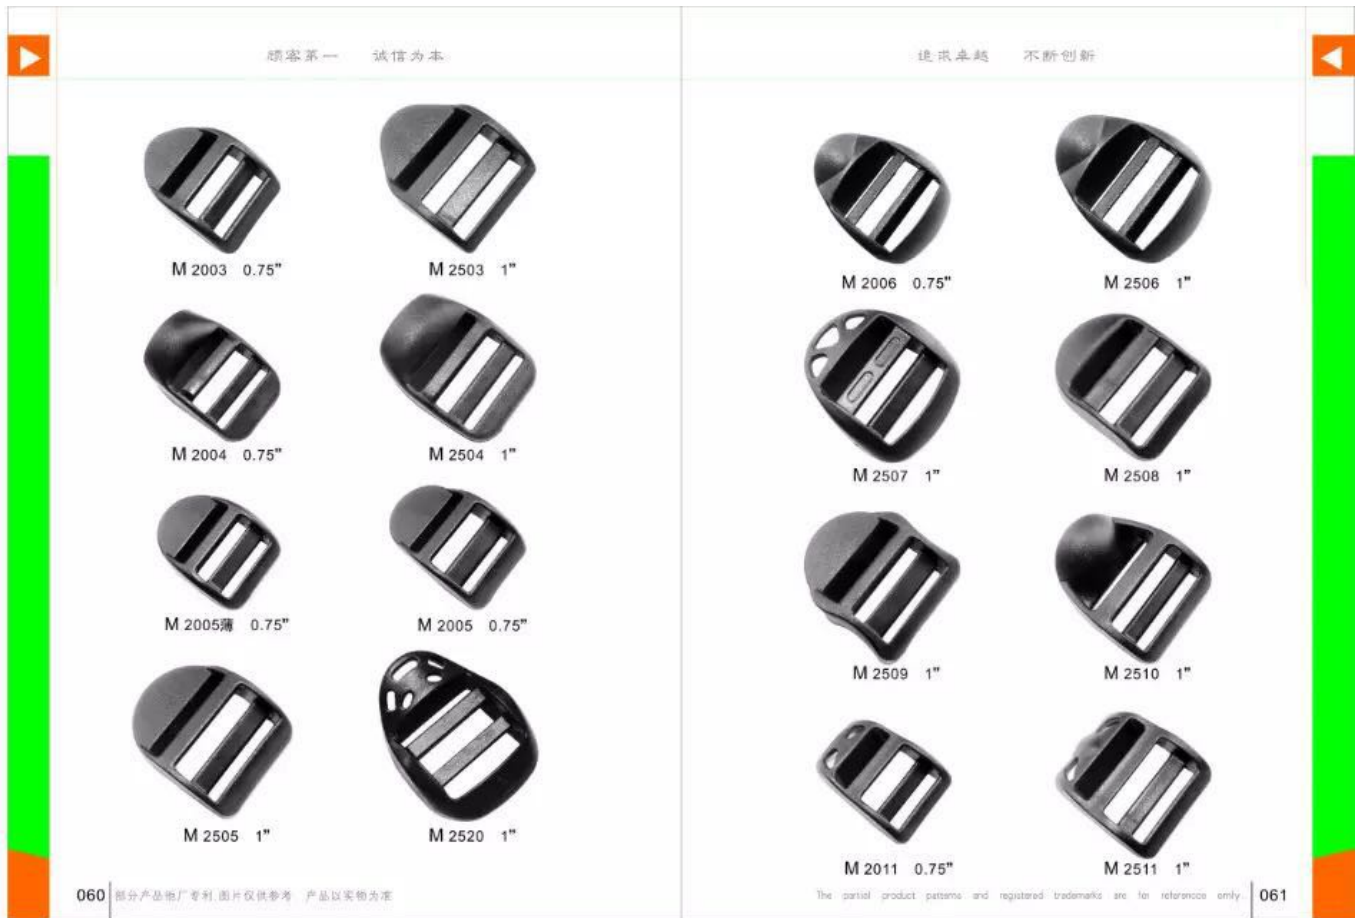 顾客第一 诚信为本
M 2003 0.75"
M 2503 1"
M 2004 0.75"
M 2504 1"
M 2005薄 0.75"
M 2005 0.75"
M 2505 1"
M 2520 1"
060 部分产品他厂专利.图片仅供参考 产品以实物为准
追求卓越 不断创新
M 2006 0.75"
M 2506 1"
M 2507 1"
M 2508 1"
M 2509 1"
M 2510 1"
M 2011 0.75"
M 2511 1"
The partial product patterns and registered trademarks are for reference only. 061